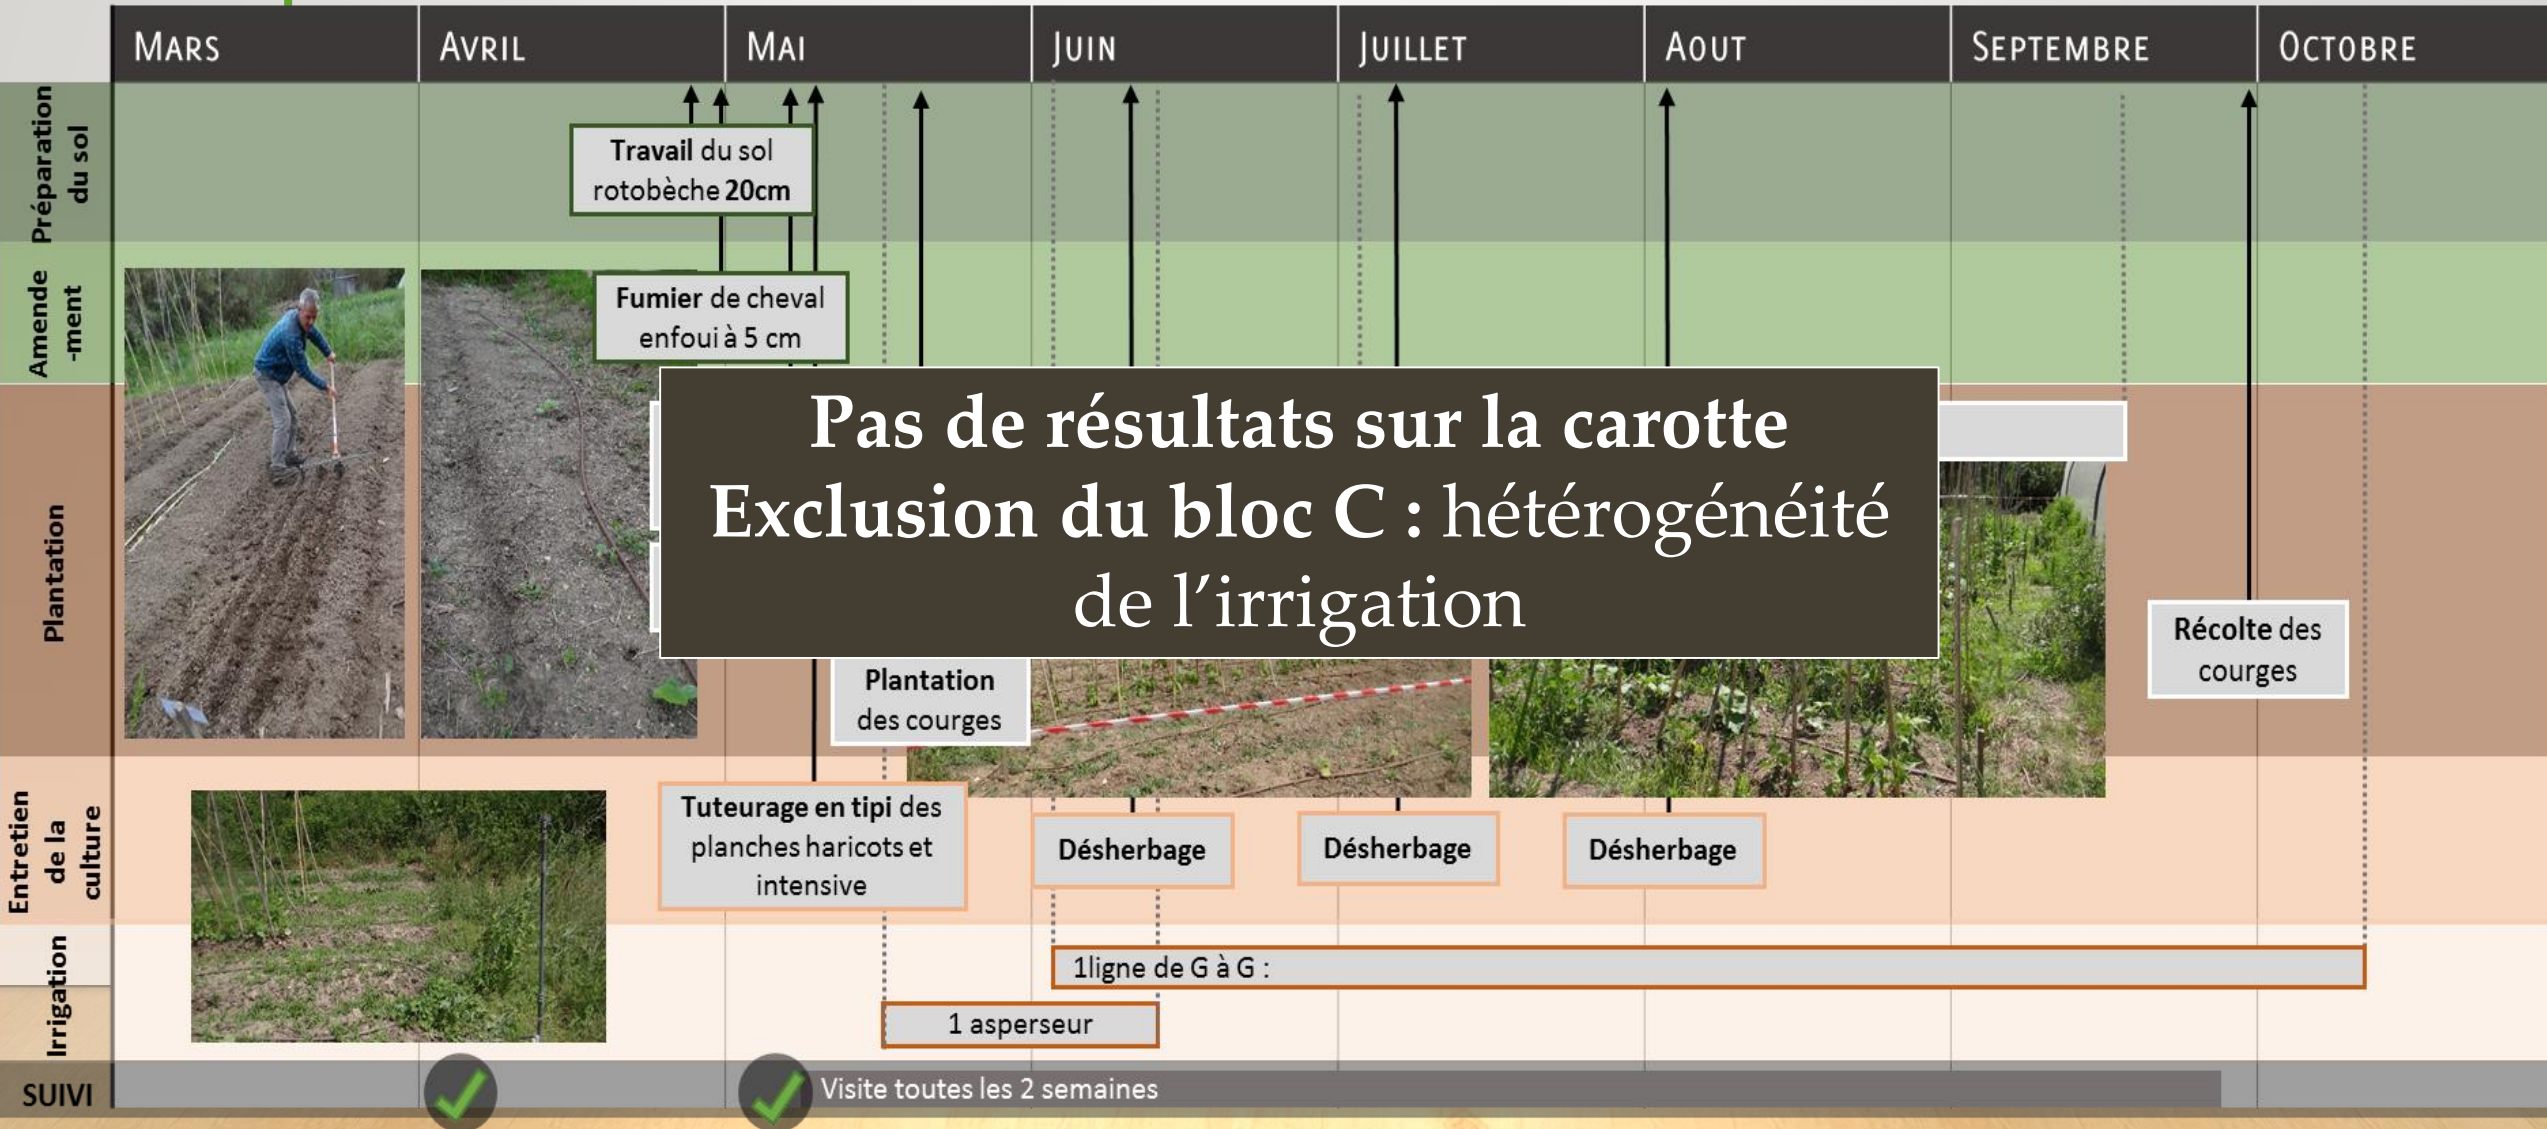 MARS
AVRIL
MAI
JUIN
JUILLET
AOUT
SEPTEMBRE
OCTOBRE
Préparation
du sol
Travail du sol
rotobèche 20cm
Amende
-ment
Fumier de cheval
enfoui à 5 cm
Pas de résultats sur la carotte
Exclusion du bloc C : hétérogénéité
de l’irrigation
Plantation
Plantation
des courges
Récolte des
courges
Entretien
de la
culture
Tuteurage en tipi des
planches haricots et
intensive
Désherbage
Désherbage
Désherbage
Irrigation
1ligne de G à G :
1 asperseur
SUIVI
Visite toutes les 2 semaines